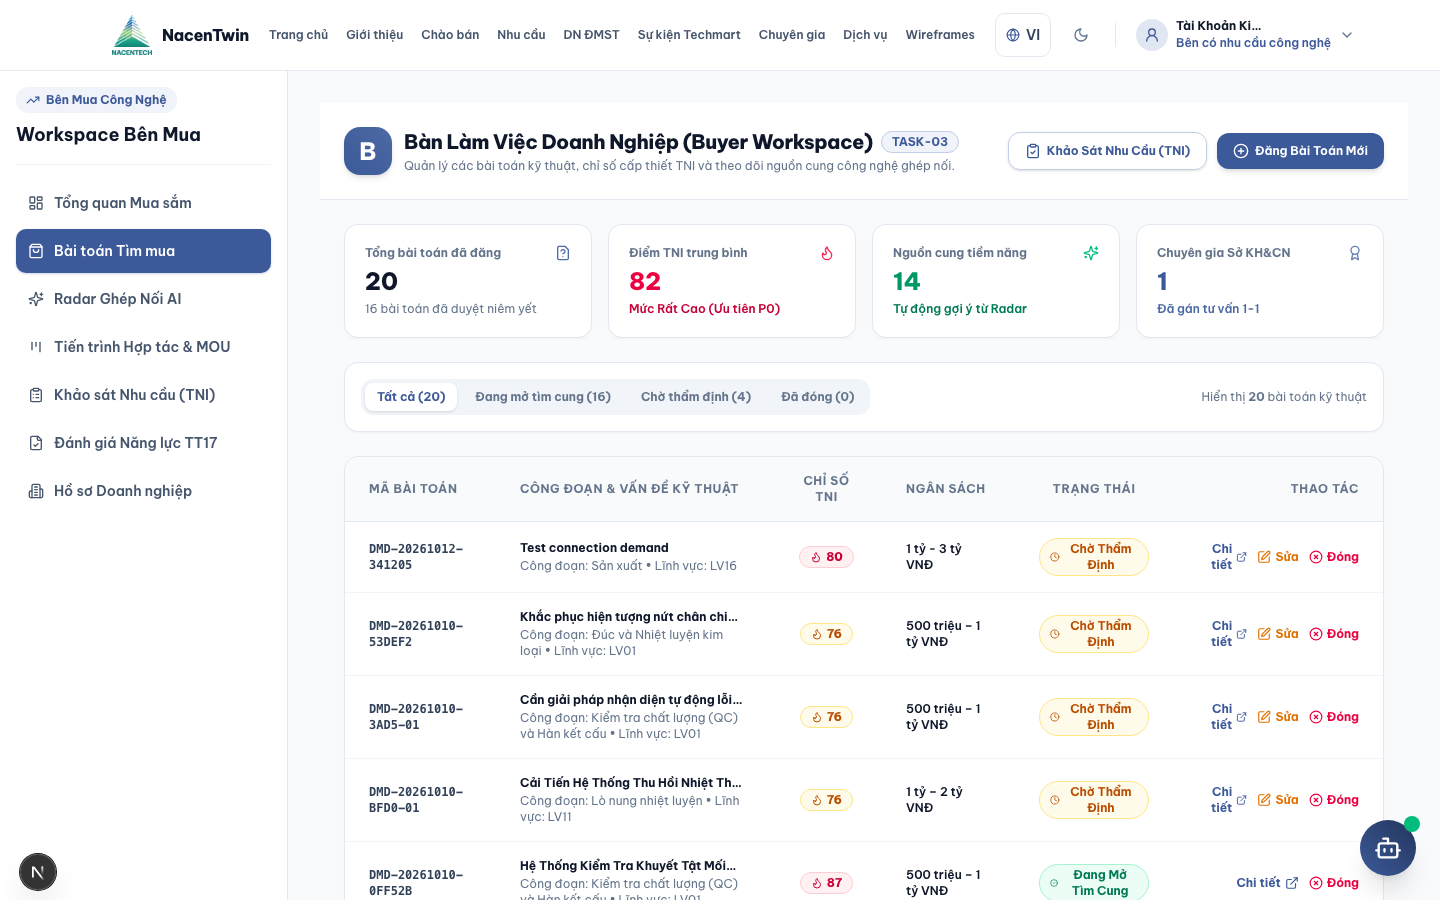 NACENTECH
NacenTwin
Trang chủ
Giới thiệu
Chào bán
Nhu cầu
DN ĐMST
Sự kiện Techmart
Chuyên gia
Dịch vụ
Wireframes
VI
Tài Khoản Ki...
Bên có nhu cầu công nghệ
Bên Mua Công Nghệ
Workspace Bên Mua
Tổng quan Mua sắm
Bài toán Tìm mua
Radar Ghép Nối AI
Tiến trình Hợp tác & MOU
Khảo sát Nhu cầu (TNI)
Đánh giá Năng lực TT17
Hồ sơ Doanh nghiệp
N
B
Bàn Làm Việc Doanh Nghiệp (Buyer Workspace)
TASK-03
Quản lý các bài toán kỹ thuật, chỉ số cấp thiết TNI và theo dõi nguồn cung công nghệ ghép nối.
Khảo Sát Nhu Cầu (TNI)
Đăng Bài Toán Mới
Tổng bài toán đã đăng
20
16 bài toán đã duyệt niêm yết
Điểm TNI trung bình
82
Mức Rất Cao (Ưu tiên P0)
Nguồn cung tiềm năng
14
Tự động gợi ý từ Radar
Chuyên gia Sở KH&CN
1
Đã gán tư vấn 1-1
Tất cả (20)
Đang mở tìm cung (16)
Chờ thẩm định (4)
Đã đóng (0)
Hiển thị 20 bài toán kỹ thuật
MÃ BÀI TOÁN
CÔNG ĐOẠN & VẤN ĐỀ KỸ THUẬT
CHỈ SỐ
TNI
NGÂN SÁCH
TRẠNG THÁI
THAO TÁC
DMD-20261012-
341205
Test connection demand
Công đoạn: Sản xuất • Lĩnh vực: LV16
80
1 tỷ - 3 tỷ
VNĐ
Chờ Thẩm
Định
Chi
tiết
Sửa
Đóng
DMD-20261010-
53DEF2
Khắc phục hiện tượng nứt chân chi...
Công đoạn: Đúc và Nhiệt luyện kim
loại • Lĩnh vực: LV01
76
500 triệu – 1
tỷ VNĐ
Chờ Thẩm
Định
Chi
tiết
Sửa
Đóng
DMD-20261010-
3AD5-01
Cần giải pháp nhận diện tự động lỗi...
Công đoạn: Kiểm tra chất lượng (QC)
và Hàn kết cấu • Lĩnh vực: LV01
76
500 triệu – 1
tỷ VNĐ
Chờ Thẩm
Định
Chi
tiết
Sửa
Đóng
DMD-20261010-
BFD0-01
Cải Tiến Hệ Thống Thu Hồi Nhiệt Th...
Công đoạn: Lò nung nhiệt luyện • Lĩnh
vực: LV11
76
1 tỷ – 2 tỷ
VNĐ
Chờ Thẩm
Định
Chi
tiết
Sửa
Đóng
DMD-20261010-
0FF52B
Hệ Thống Kiểm Tra Khuyết Tật Mối...
Công đoạn: Kiểm tra chất lượng (QC)
và Hàn kết cấu • Lĩnh vực: LV01
87
500 triệu – 1
tỷ VNĐ
Đang Mở
Tìm Cung
Chi tiết
Đóng